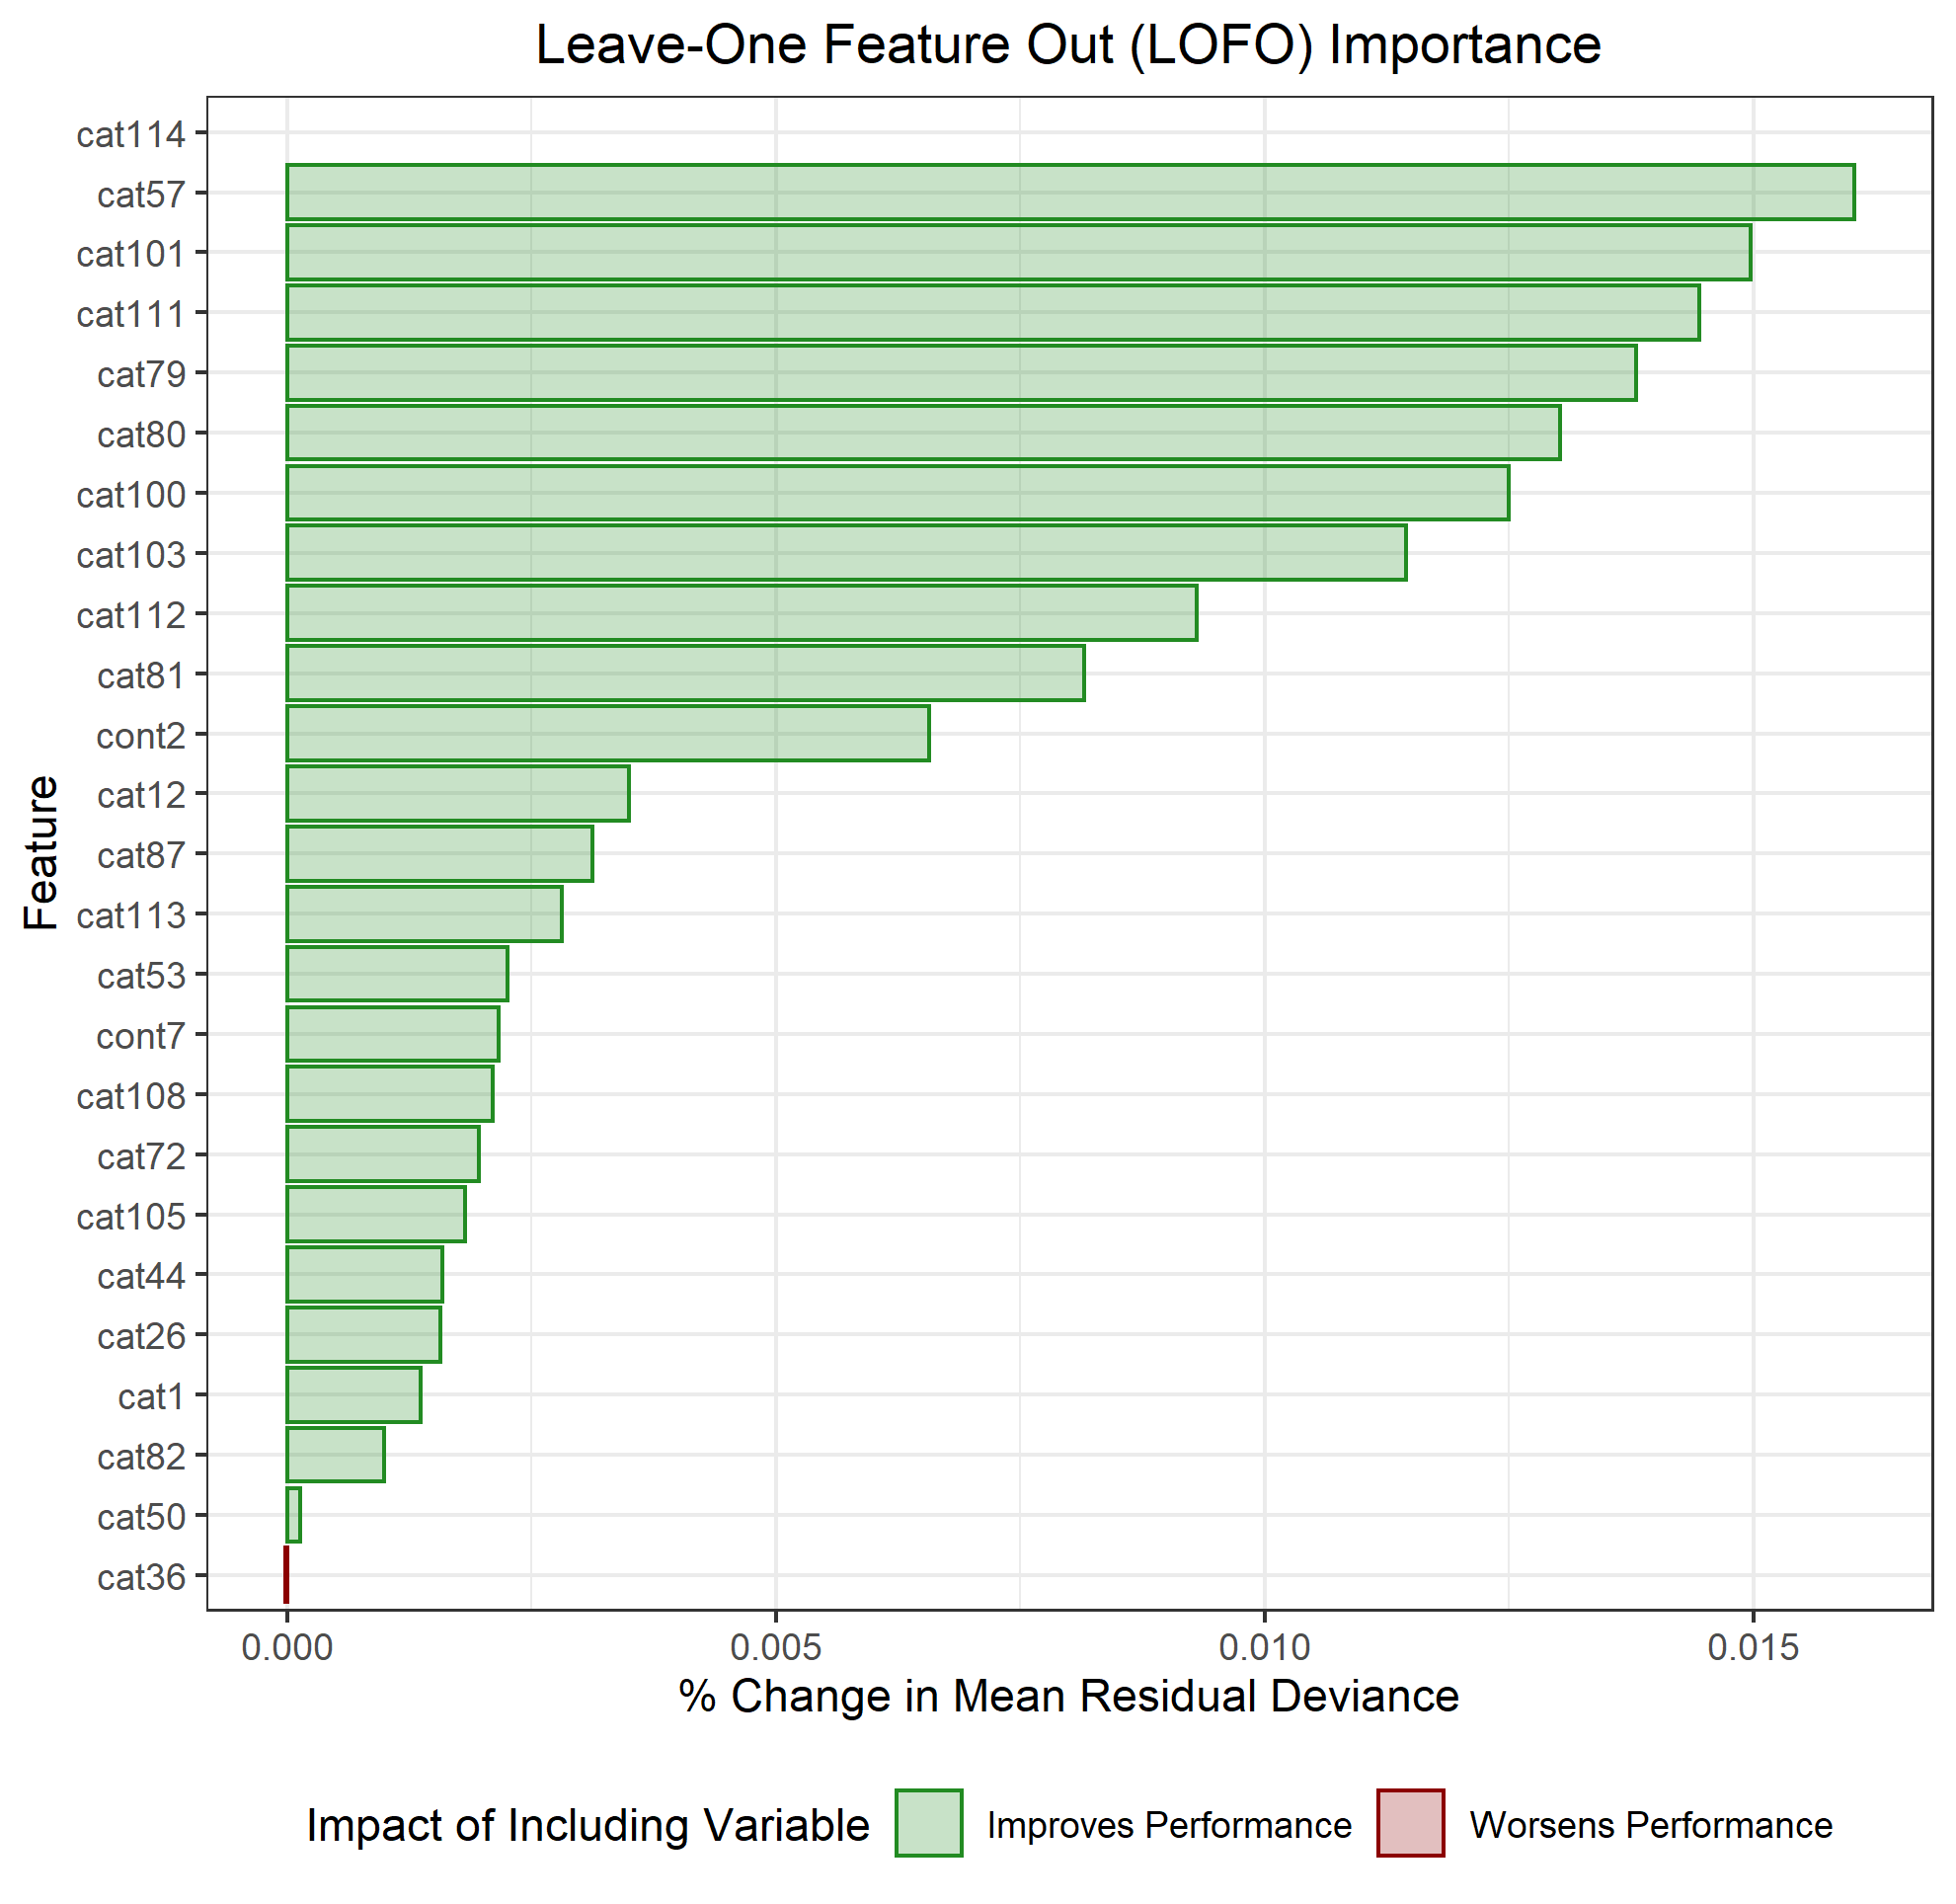 Leave-One Feature Out (LOFO) Importance
cat114
cat57
cat101
cat111
cat79
cat80
cat100
cat103
cat112
cat81
cont2
cat12
cat87
cat113
cat53
cont7
cat108
cat72
cat105
cat44
cat26
cat1
cat82
cat50
cat36
Feature
0.000 0.005 0.010 0.015
% Change in Mean Residual Deviance
Impact of Including Variable Improves Performance Worsens Performance